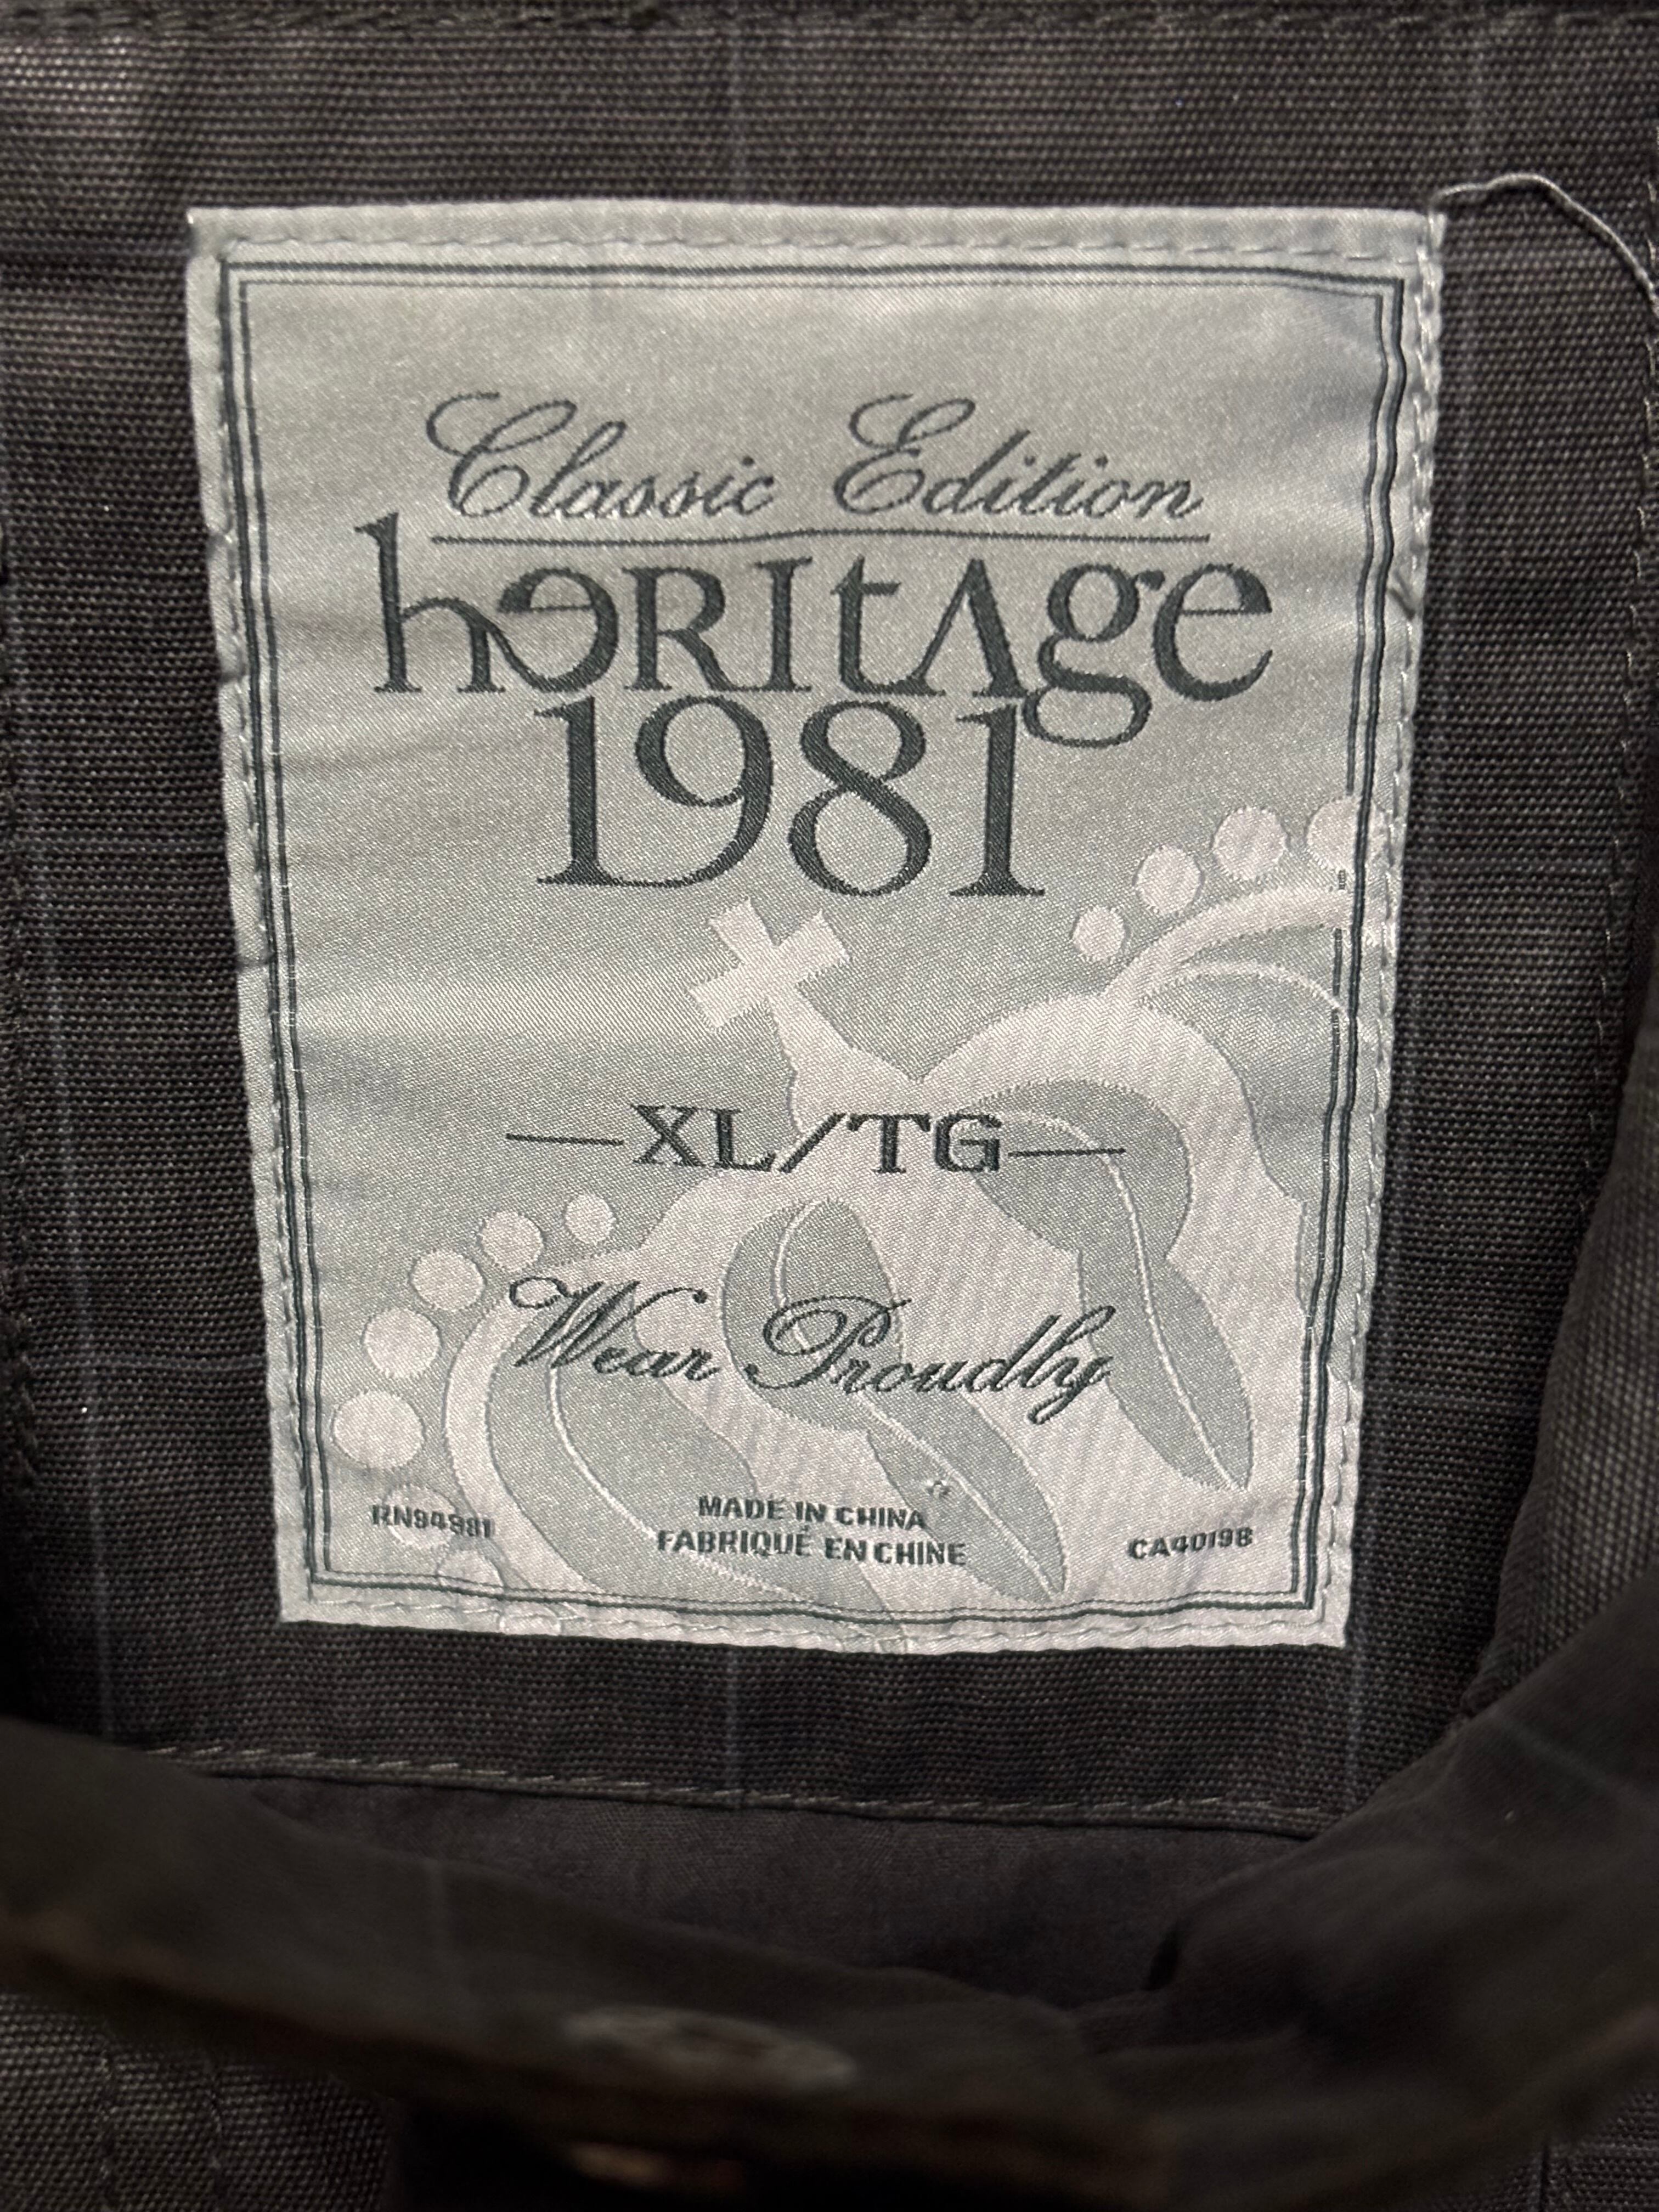 Classic Edition
heRItAge
1981
XL/TG
Wear Proudly
RN94981
MADE IN CHINA
FABRIQUÉ EN CHINE
CA40198